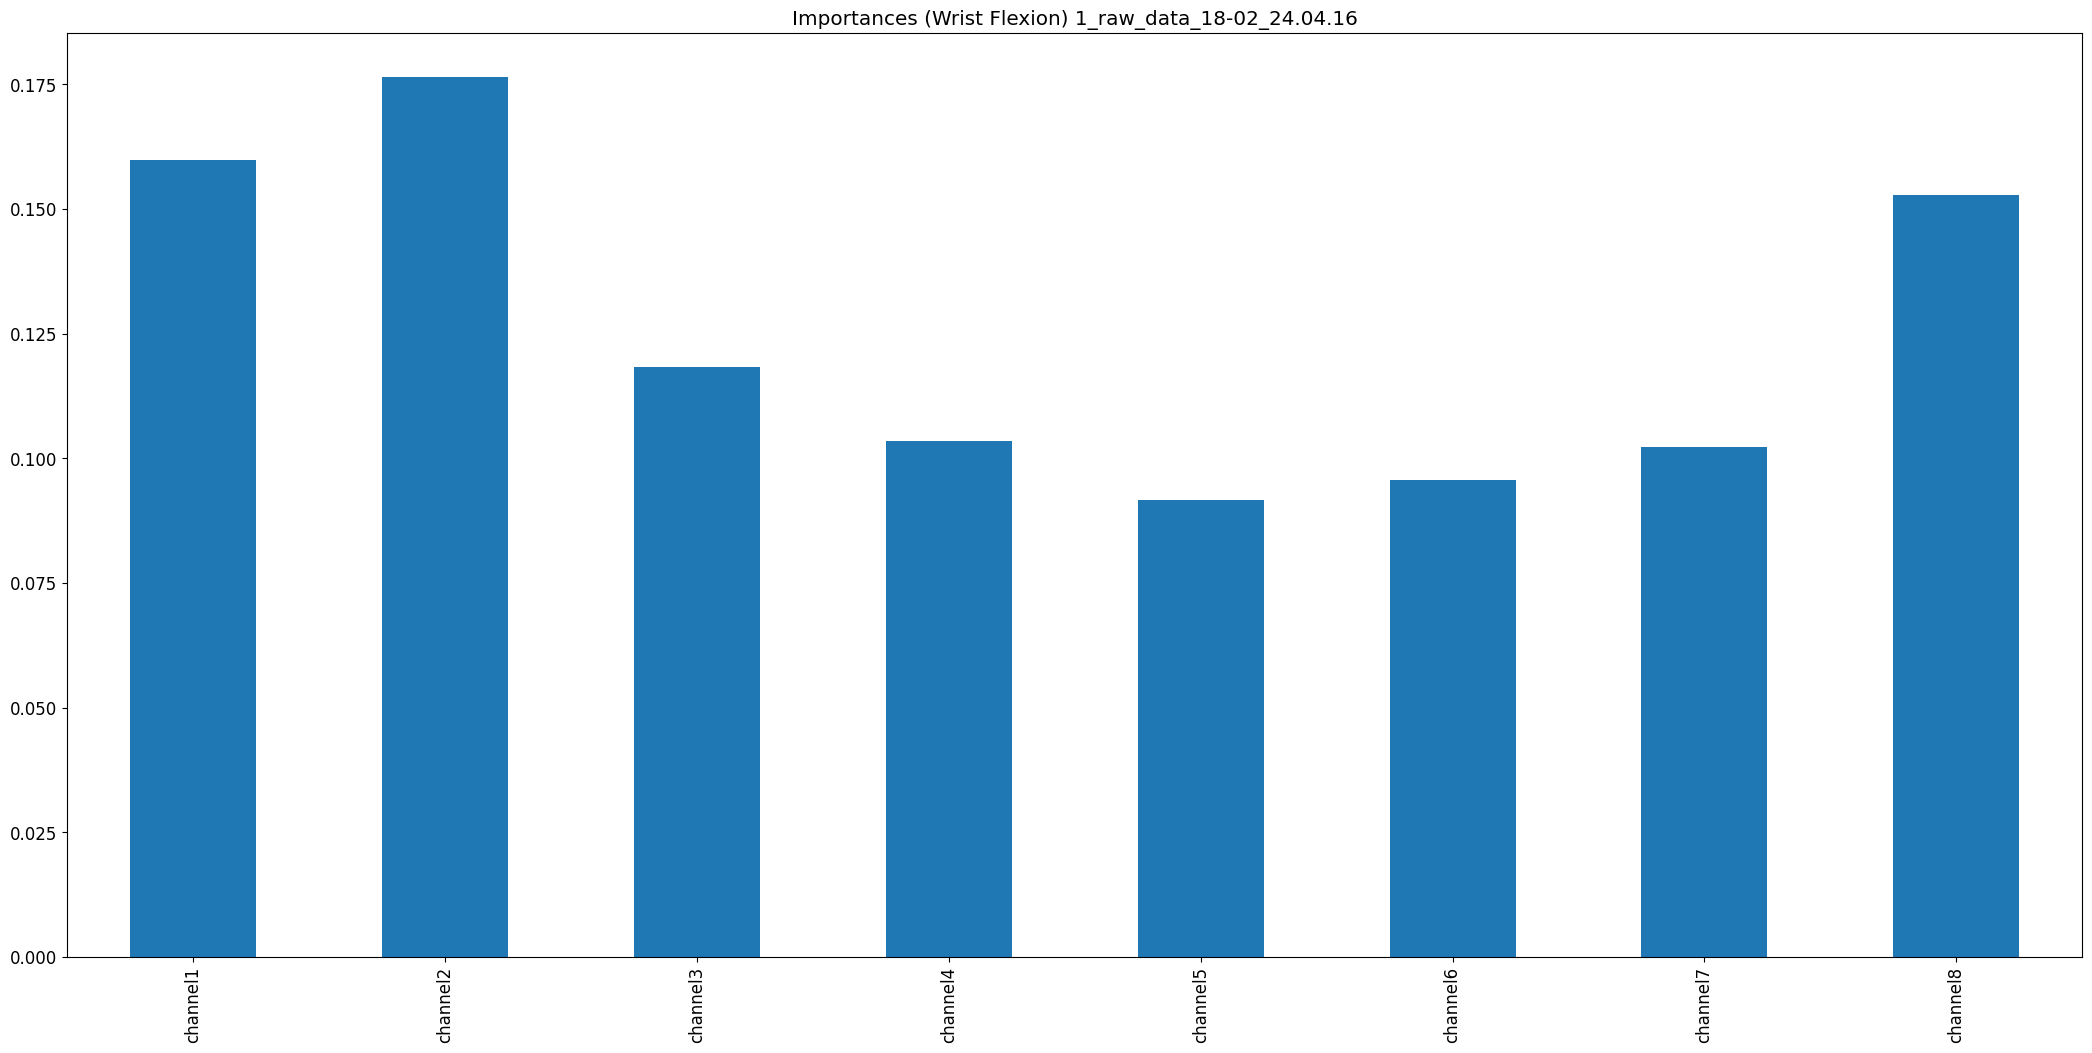 Importances (Wrist Flexion) 1_raw_data_18-02_24.04.16
0.175
0.150
0.125
0.100
0.075
0.050
0.025
0.000
channel1
channel2
channel3
channel4
channel5
channel6
channel7
channel8